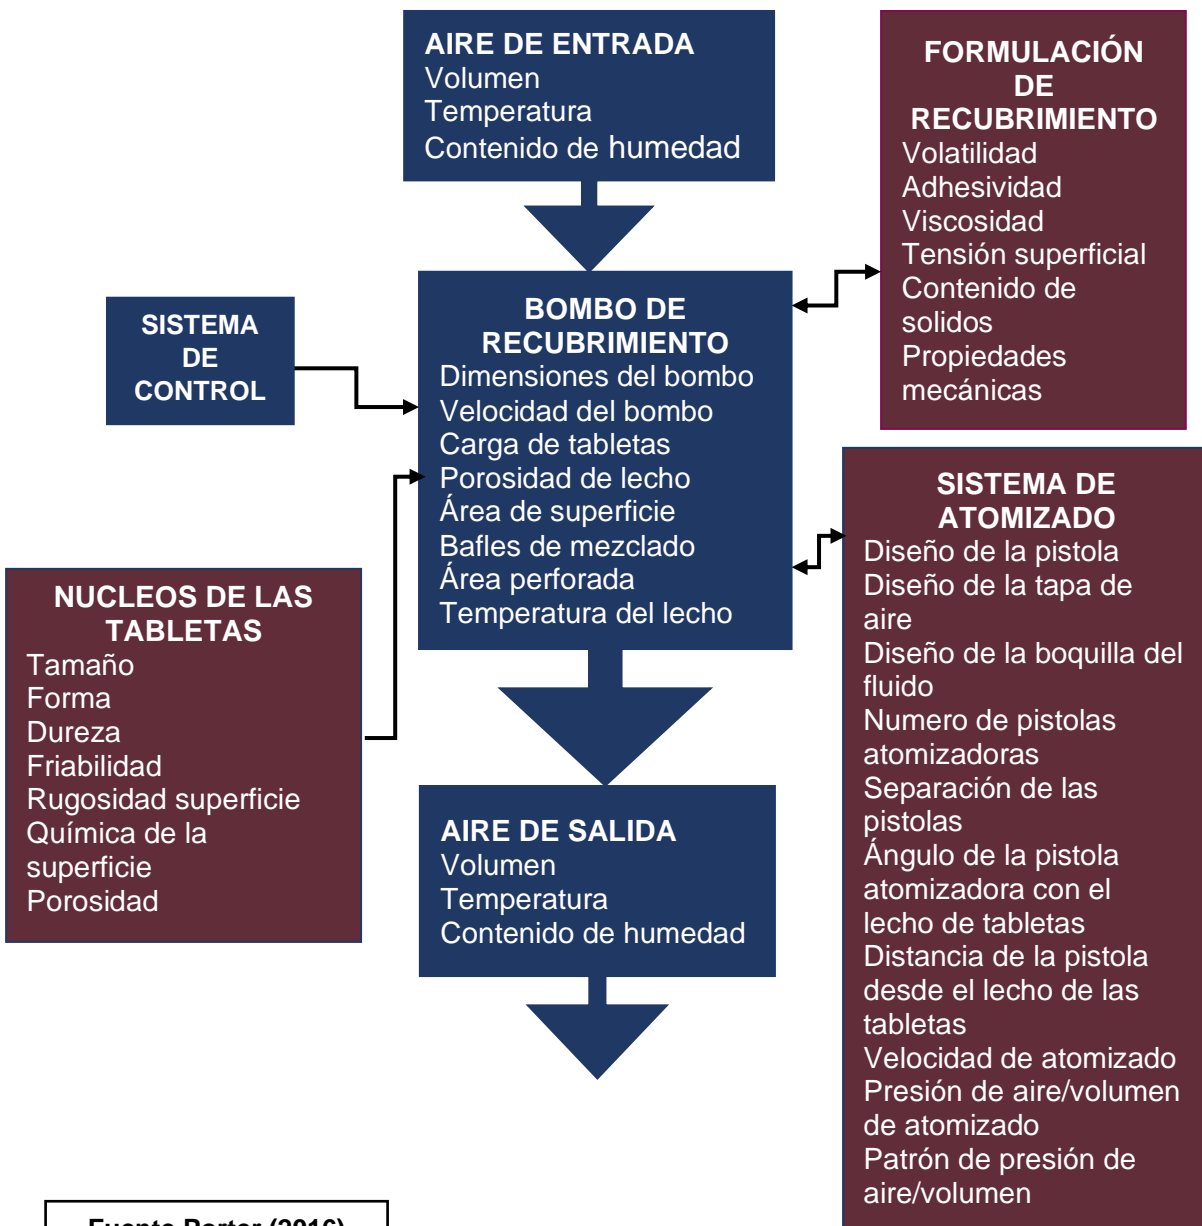 AIRE DE ENTRADA
Volumen
Temperatura
Contenido de humedad
FORMULACIÓN
DE
RECUBRIMIENTO
Volatilidad
Adhesividad
Viscosidad
Tensión superficial
Contenido de
solidos
Propiedades
mecánicas
SISTEMA
DE
CONTROL
BOMBO DE
RECUBRIMIENTO
Dimensiones del bombo
Velocidad del bombo
Carga de tabletas
Porosidad de lecho
Área de superficie
Bafles de mezclado
Área perforada
Temperatura del lecho
NUCLEOS DE LAS
TABLETAS
Tamaño
Forma
Dureza
Friabilidad
Rugosidad superficie
Química de la
superficie
Porosidad
SISTEMA DE
ATOMIZADO
Diseño de la pistola
Diseño de la tapa de
aire
Diseño de la boquilla del
fluido
Numero de pistolas
atomizadoras
Separación de las
pistolas
Ángulo de la pistola
atomizadora con el
lecho de tabletas
Distancia de la pistola
desde el lecho de las
tabletas
Velocidad de atomizado
Presión de aire/volumen
de atomizado
Patrón de presión de
aire/volumen
AIRE DE SALIDA
Volumen
Temperatura
Contenido de humedad
Fuente Porter (2016)